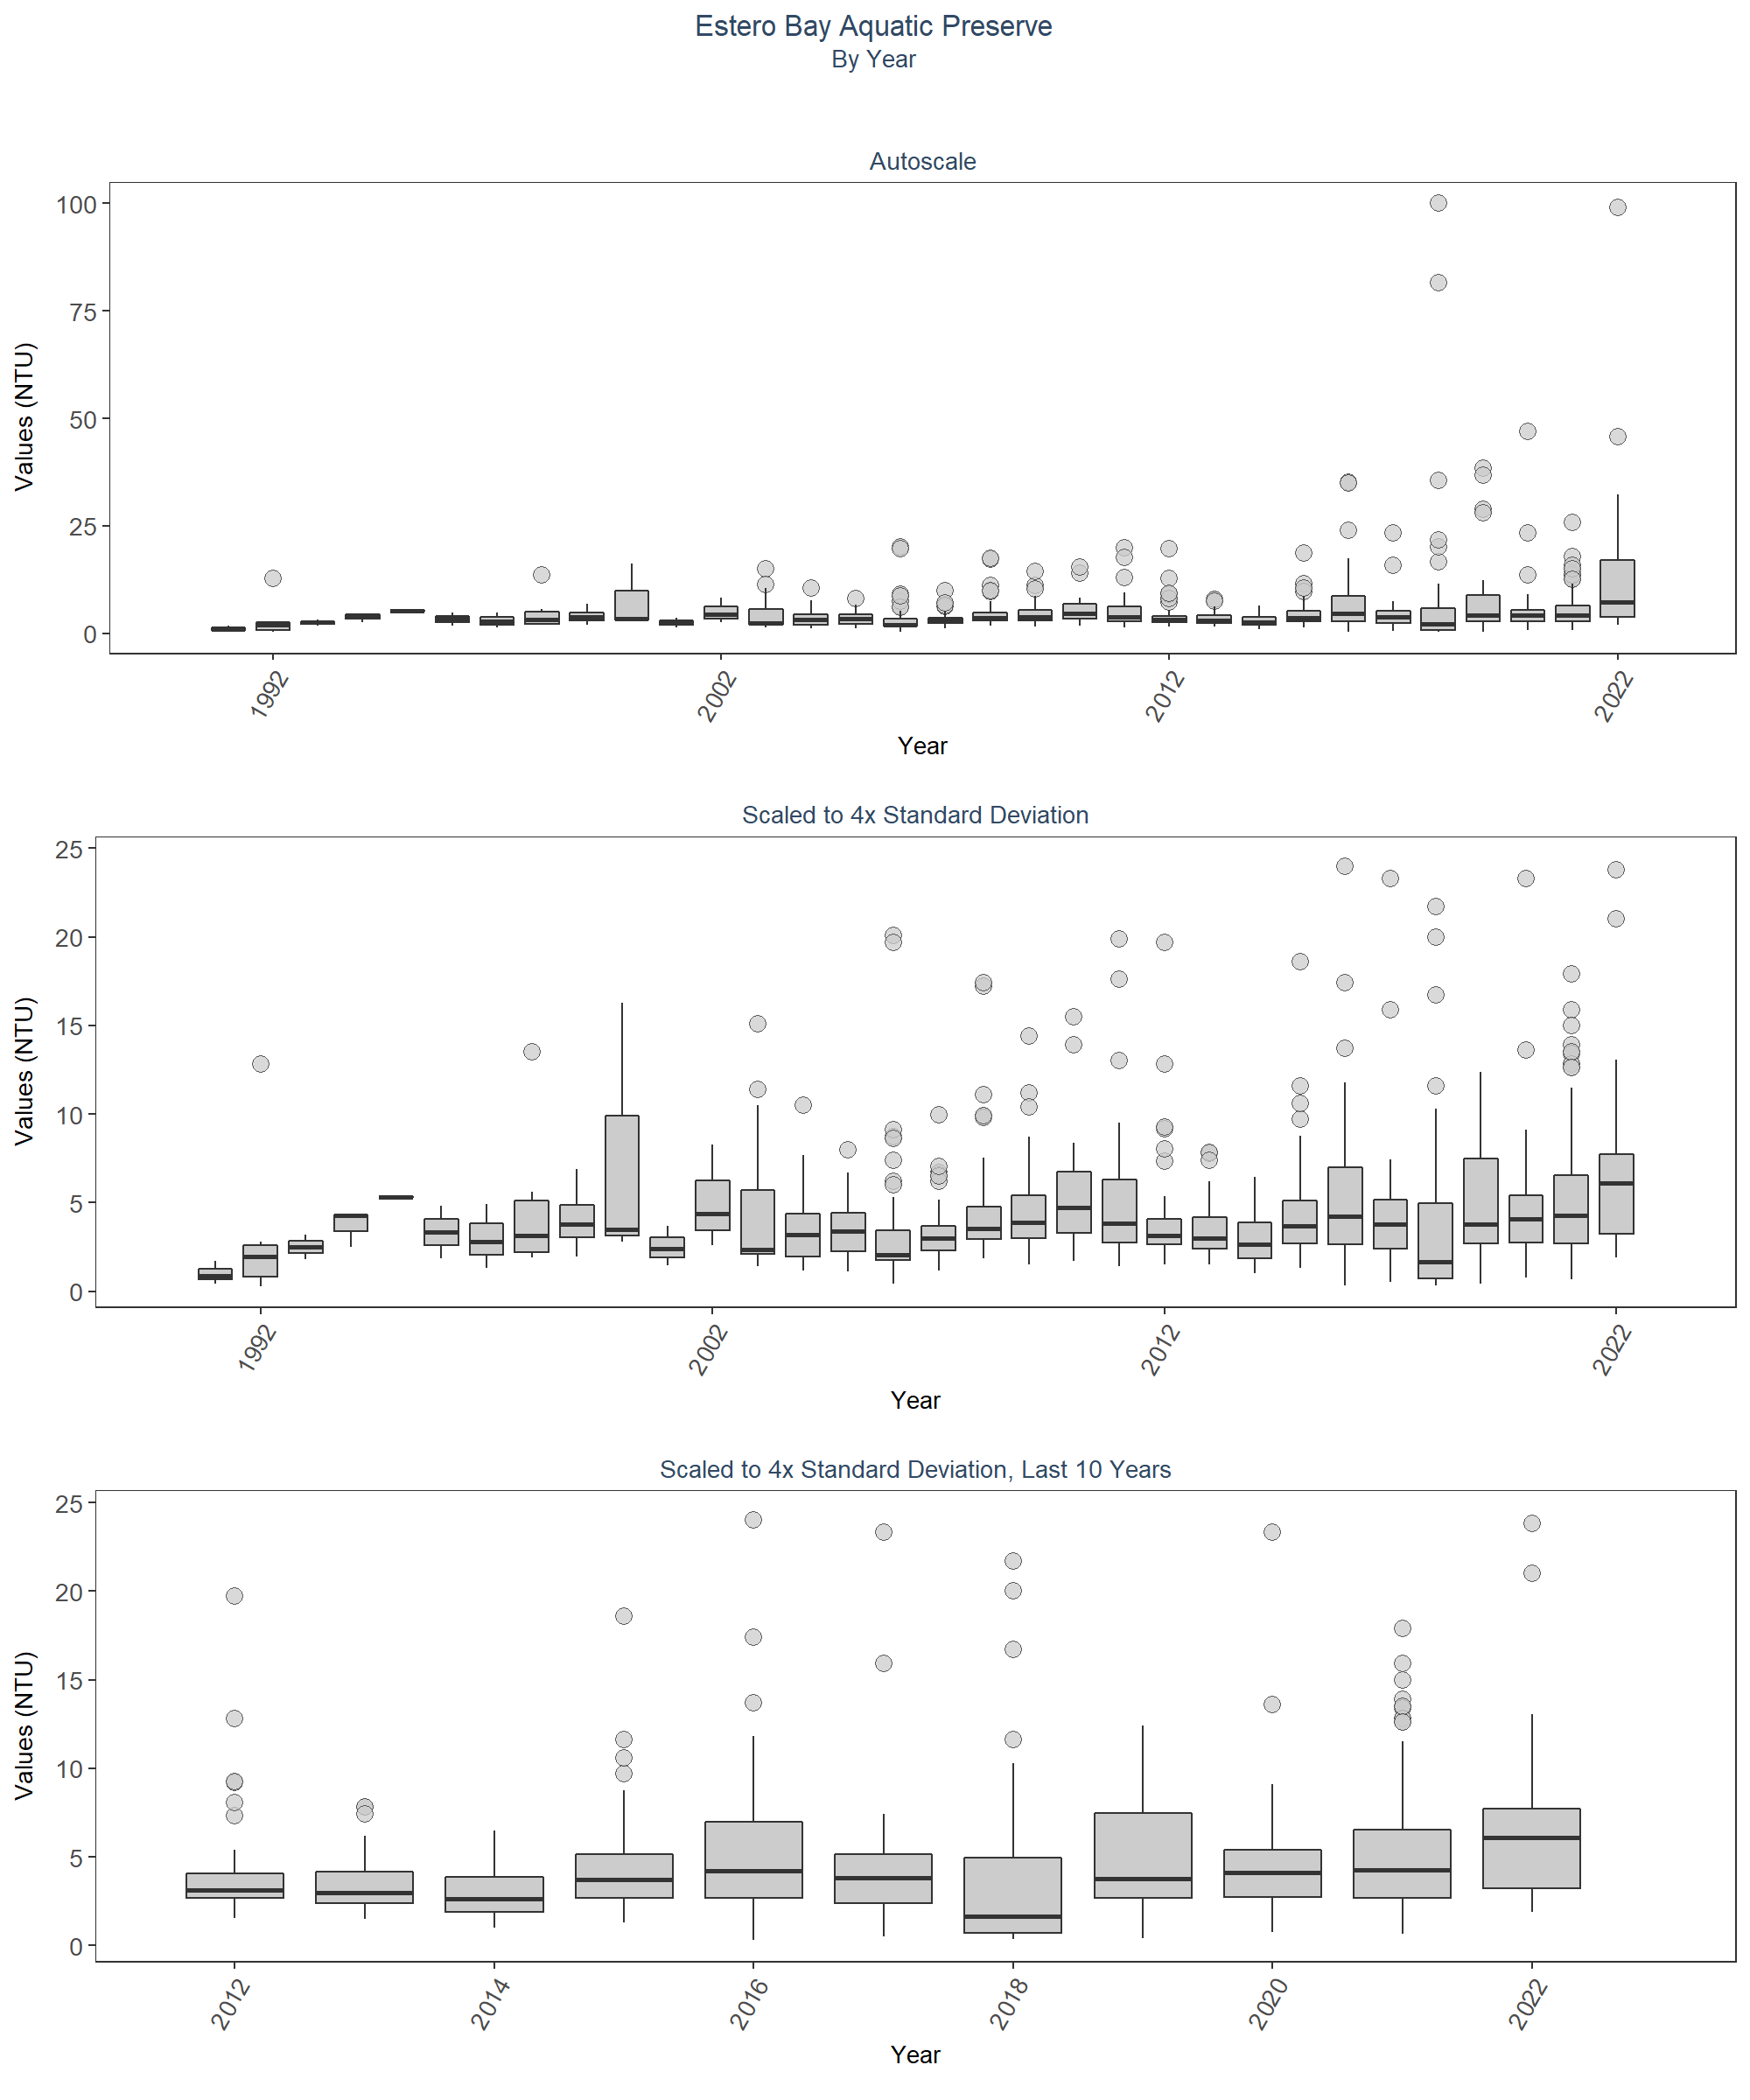 Estero Bay Aquatic Preserve
By Year
Autoscale
Values (NTU)
100
75
50
25
0
1992
2002
2012
2022
Year
Scaled to 4x Standard Deviation
Values (NTU)
25
20
15
10
5
0
1992
2002
2012
2022
Year
Scaled to 4x Standard Deviation, Last 10 Years
Values (NTU)
25
20
15
10
5
0
2012
2014
2016
2018
2020
2022
Year